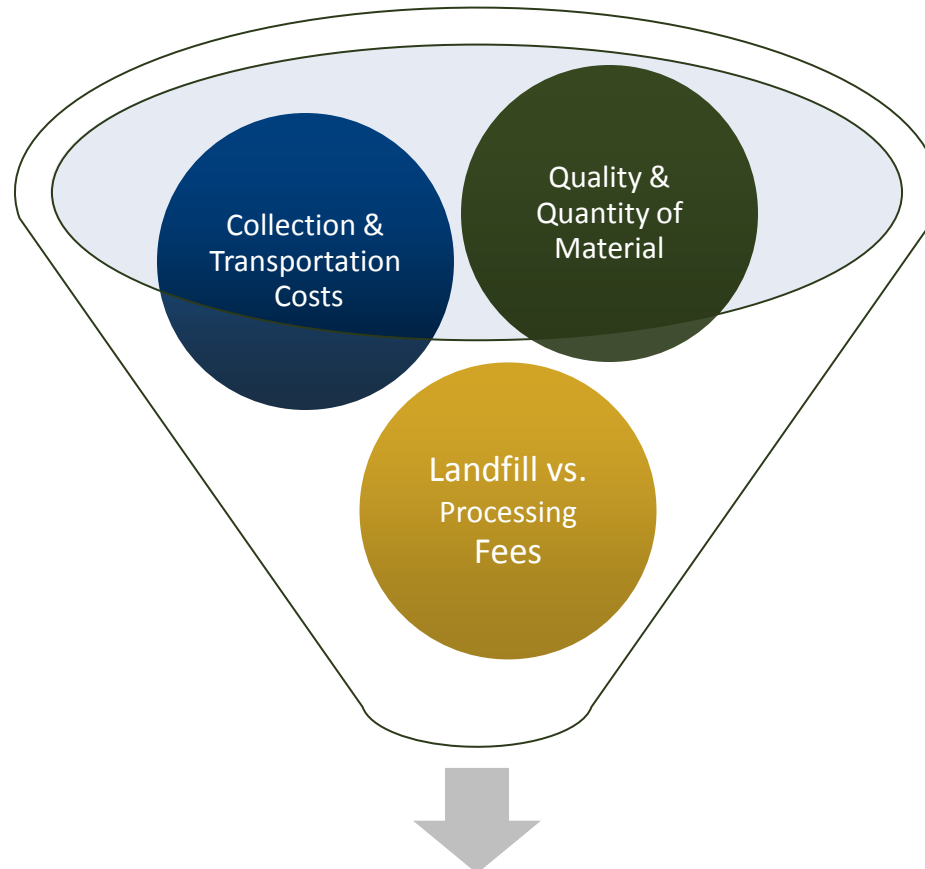 Collection &
Transportation
Costs
Quality &
Quantity of
Material
Landfill vs.
Processing
Fees